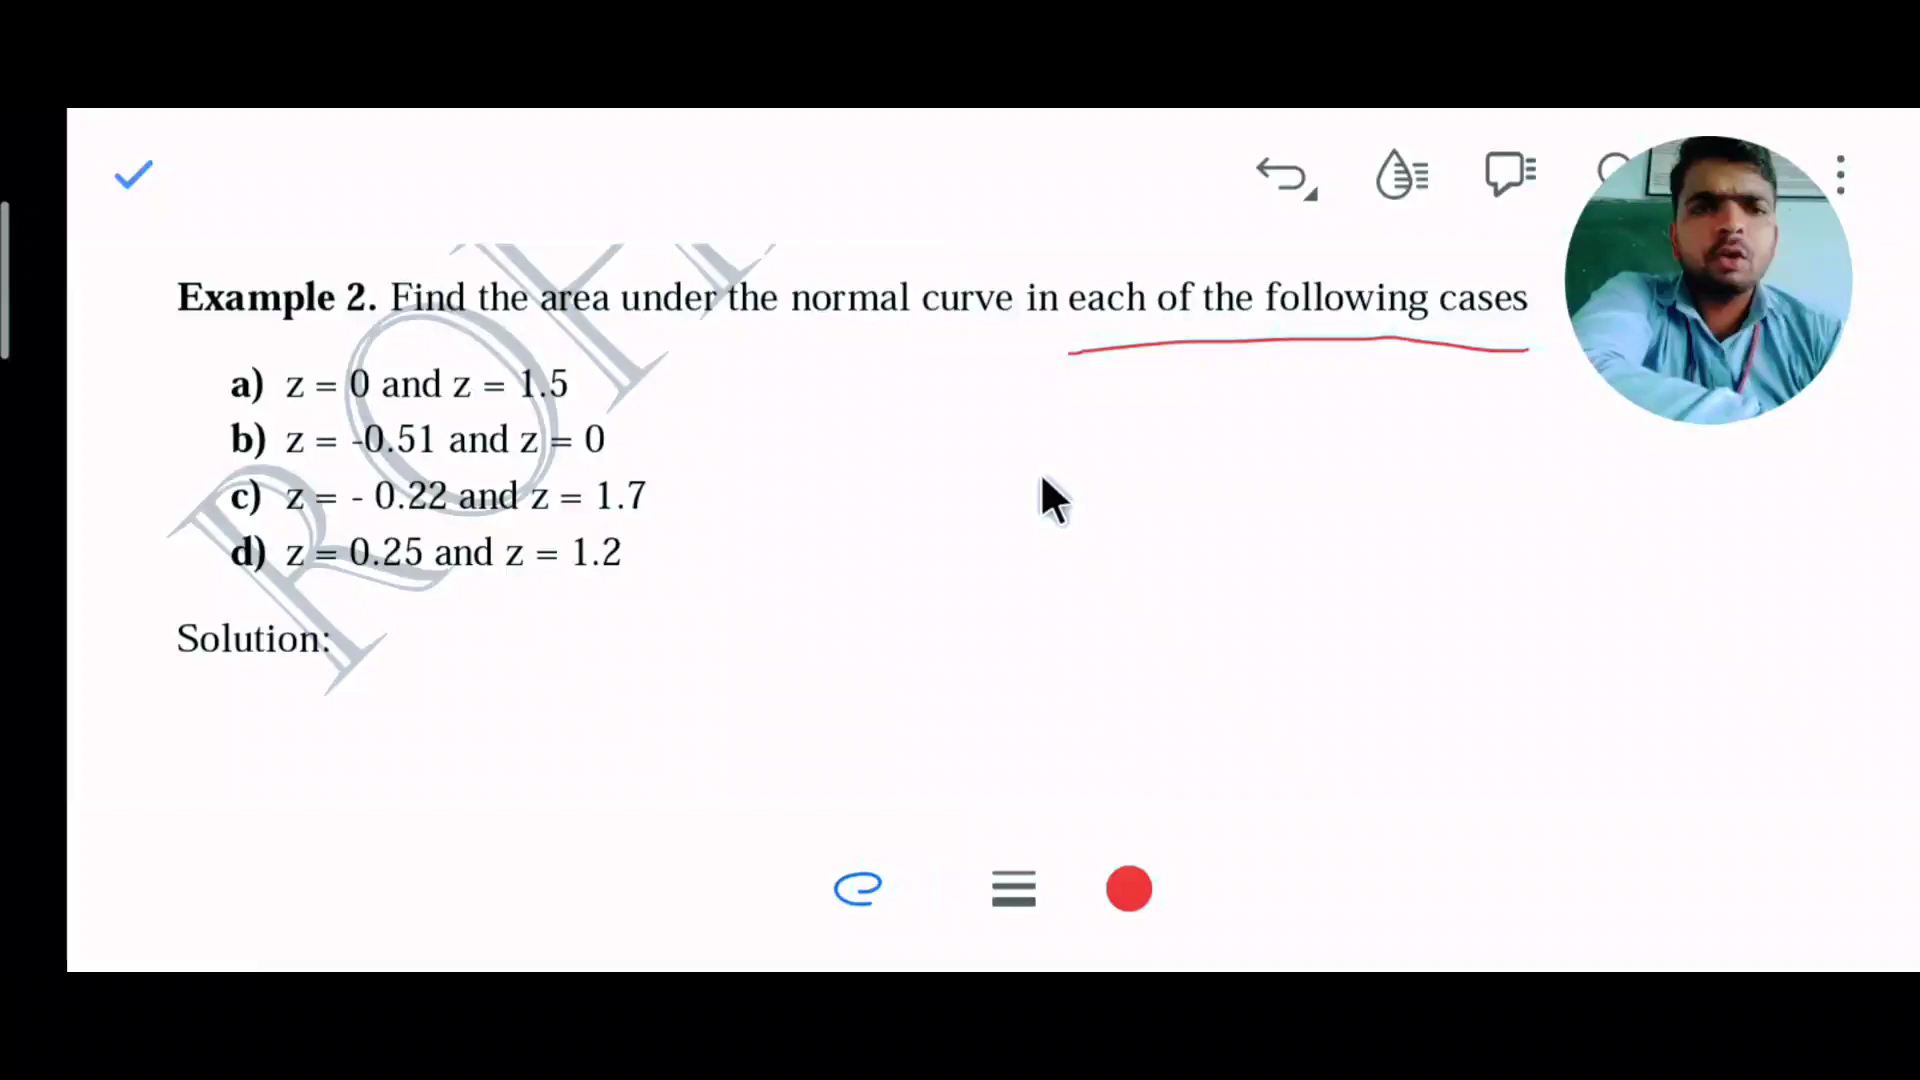 Example 2. Find the area under the normal curve in each of the following cases
a) z = 0 and z = 1.5
b) z = -0.51 and z = 0
c) z = - 0.22 and z = 1.7
d) z = 0.25 and z = 1.2
Solution: